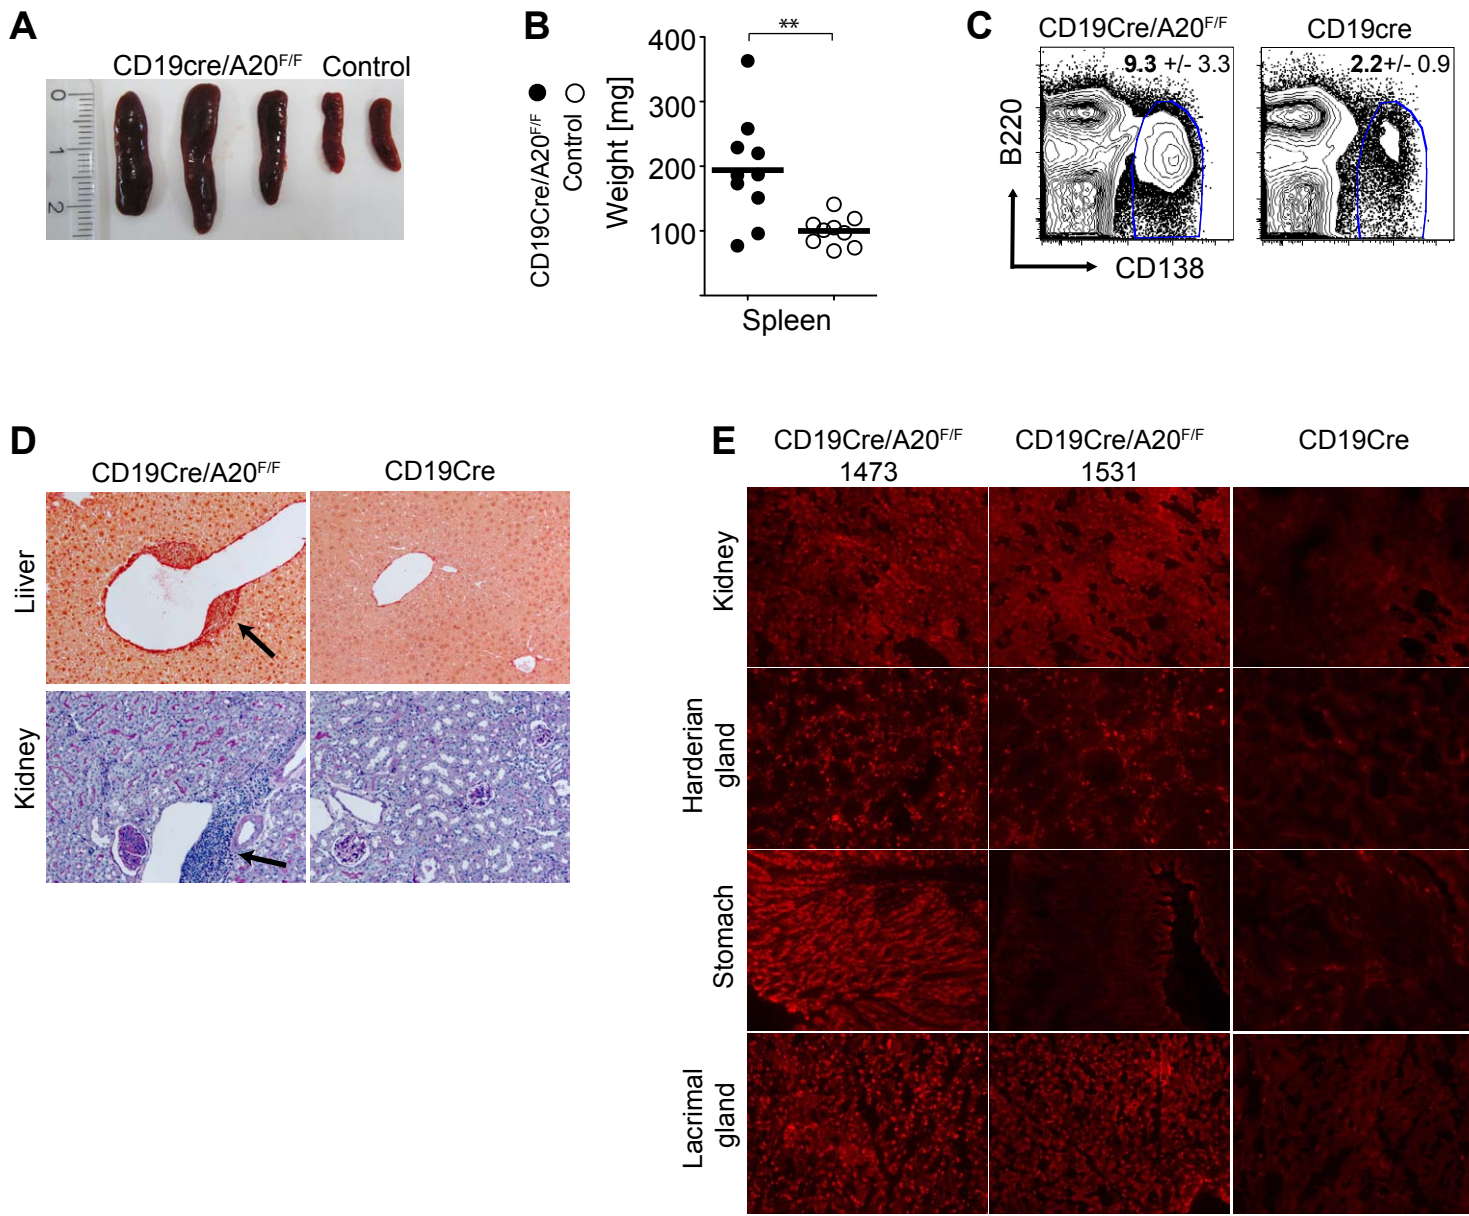 A
CD19cre/A20F/F Control
0
1
2
B
**
400
300
200
100
Weight [mg]
CD19Cre/A20F/F
Control
Spleen
C
CD19Cre/A20F/F
CD19cre
9.3 +/- 3.3
2.2+/- 0.9
B220
CD138
D
CD19Cre/A20F/F
CD19Cre
Liiver
Kidney
E
CD19Cre/A20F/F
1473
CD19Cre/A20F/F
1531
CD19Cre
Kidney
Harderian
gland
Stomach
Lacrimal
gland